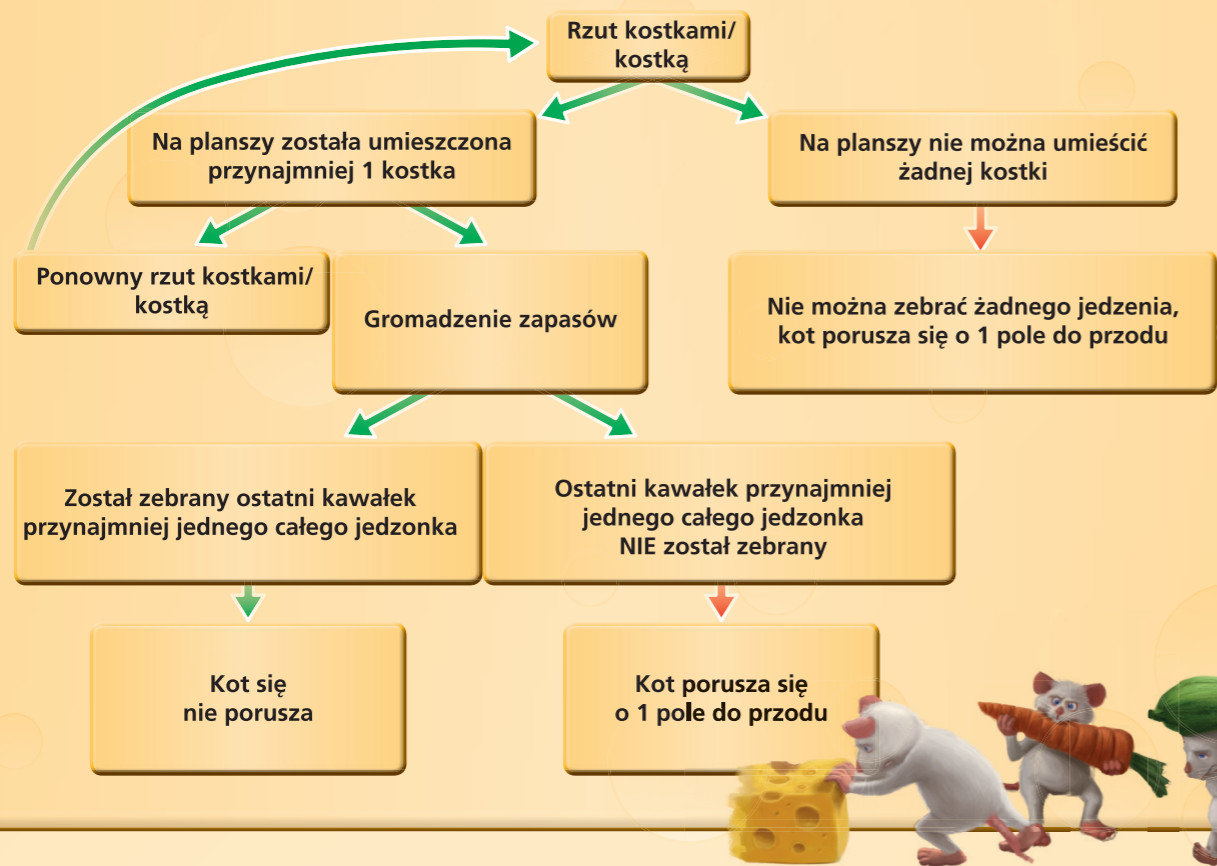 Rzut kostkami/
kostką
Na planszy została umieszczona
przynajmniej 1 kostka
Na planszy nie można umieścić
żadnej kostki
Ponowny rzut kostkami/
kostką
Gromadzenie zapasów
Nie można zebrać żadnego jedzenia,
kot porusza się o 1 pole do przodu
Został zebrany ostatni kawałek
przynajmniej jednego całego jedzonka
Ostatni kawałek przynajmniej
jednego całego jedzonka
NIE został zebrany
Kot się
nie porusza
Kot porusza się
o 1 pole do przodu